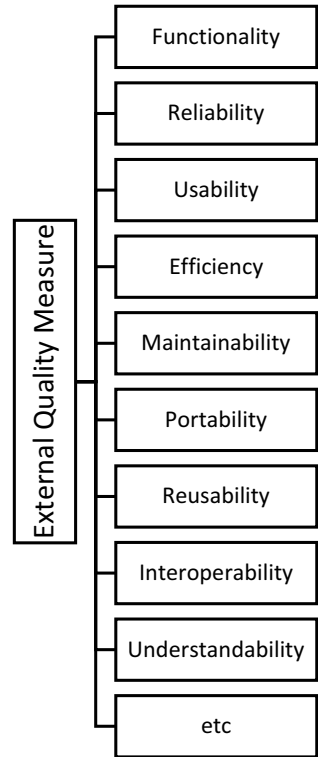 External Quality Measure
Functionality
Reliability
Usability
Efficiency
Maintainability
Portability
Reusability
Interoperability
Understandability
etc